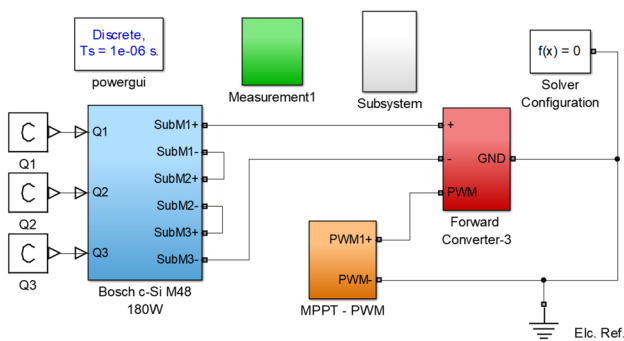 Discrete,
Ts = 1e-06 s.
powergui
Measurement1
Subsystem
f(x) = 0
Solver
Configuration
C
Q1
C
Q2
C
Q3
Q1
Q2
Q3
SubM1+
SubM1-
SubM2+
SubM2-
SubM3+
SubM3-
Bosch c-Si M48
180W
+
-
GND
PWM
Forward
Converter-3
PWM1+
PWM-
MPPT - PWM
Elc. Ref.